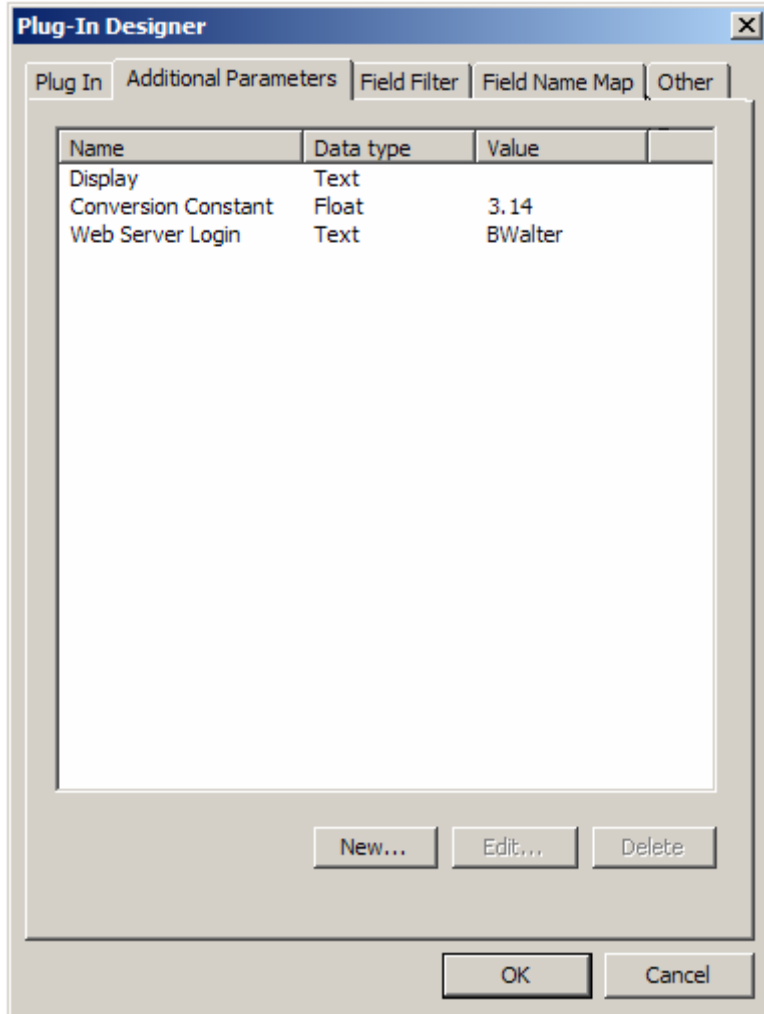 Plug-In Designer
Plug In Additional Parameters Field Filter Field Name Map Other
Name Data type Value
Display Text
Conversion Constant Float 3.14
Web Server Login Text BWalter
New... Edit... Delete
OK Cancel